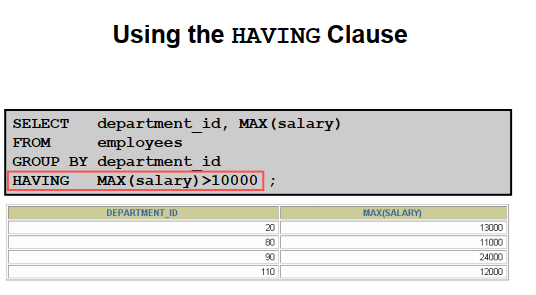 Using the HAVING Clause
SELECT department_id, MAX(salary)
FROM employees
GROUP BY department_id
HAVING MAX(salary)>10000 ;
DEPARTMENT_ID MAX(SALARY)
20 13000
80 11000
90 24000
110 12000